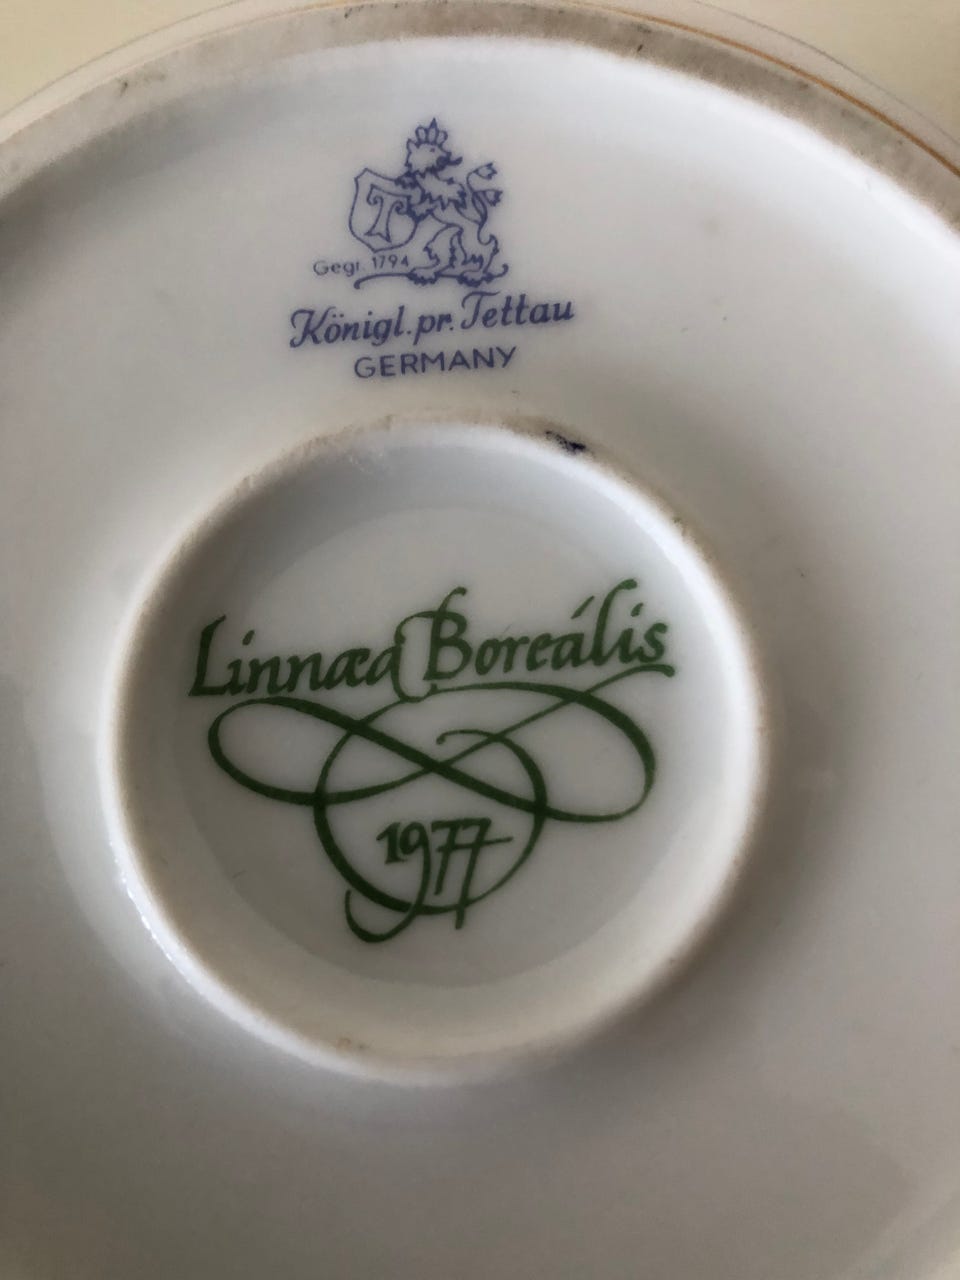 T
Gegr. 1794
Königl. pr. Tettau
GERMANY
Linnæa Boreális
1977